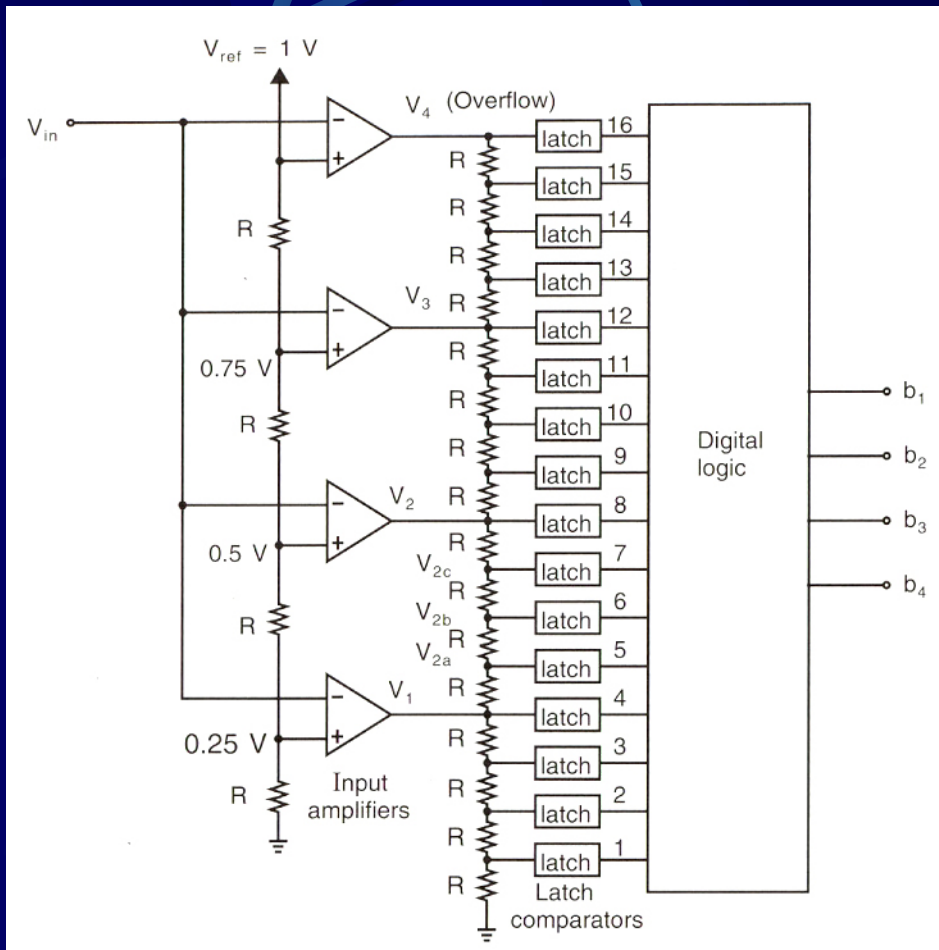 V_ref = 1 V
V_in
−
+
V_4 (Overflow)
R
latch 16
R
latch 15
R
latch 14
R
latch 13
R
−
+
0.75 V
V_3
latch 12
R
latch 11
R
latch 10
R
latch 9
R
R
−
+
0.5 V
V_2
latch 8
R
V_2c
latch 7
R
V_2b
latch 6
R
V_2a
latch 5
R
R
−
+
0.25 V
V_1
latch 4
R
latch 3
R
latch 2
R
latch 1
R
R
Input
amplifiers
Latch
comparators
Digital
logic
b_1
b_2
b_3
b_4